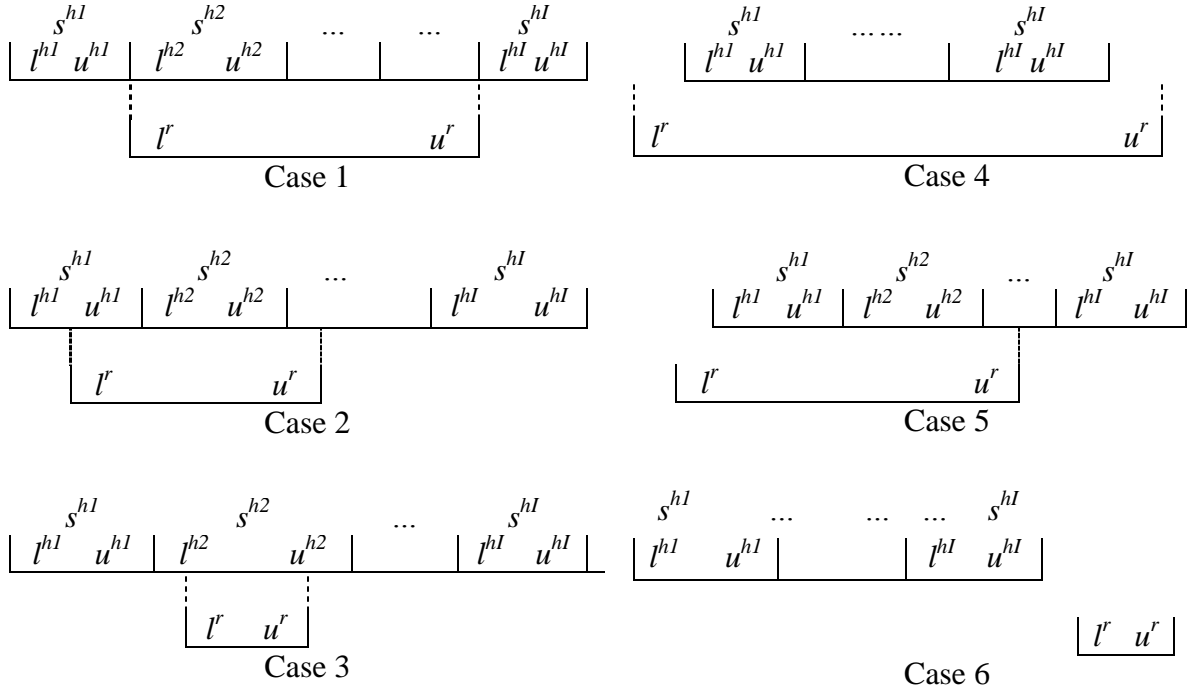 s^{h1} s^{h2} ... ... s^{hI}
l^{h1} u^{h1} l^{h2} u^{h2} l^{hI} u^{hI}
l^r u^r
Case 1
s^{h1} ... ... s^{hI}
l^{h1} u^{h1} l^{hI} u^{hI}
l^r u^r
Case 4
s^{h1} s^{h2} ... s^{hI}
l^{h1} u^{h1} l^{h2} u^{h2} l^{hI} u^{hI}
l^r u^r
Case 2
s^{h1} s^{h2} ... s^{hI}
l^{h1} u^{h1} l^{h2} u^{h2} l^{hI} u^{hI}
l^r u^r
Case 5
s^{h1} s^{h2} ... s^{hI}
l^{h1} u^{h1} l^{h2} u^{h2} l^{hI} u^{hI}
l^r u^r
Case 3
s^{h1} ... ... ... s^{hI}
l^{h1} u^{h1} l^{hI} u^{hI}
l^r u^r
Case 6